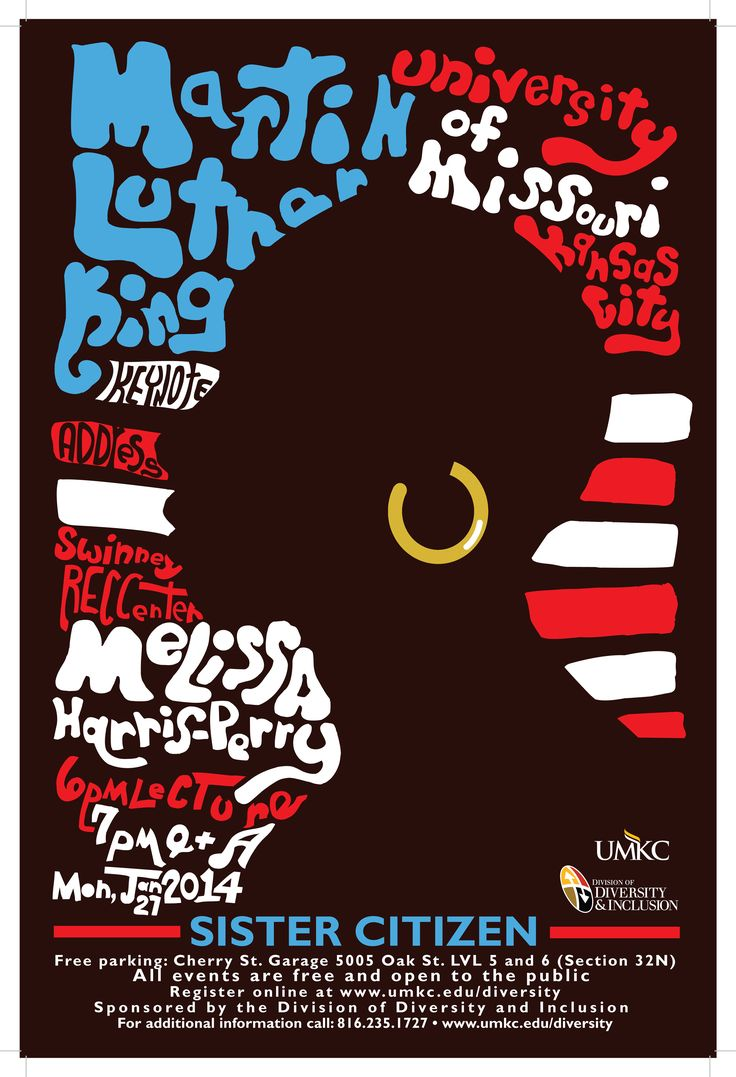 Martin
Luther
King
University
of
Missouri
Kansas
City
KEYNOTE
ADDress
Swinney
REC Center
Melissa
Harris-Perry
6pm Lecture
7pm Q+A
Mon, Jan 27 2014
UMKC
DIVISION OF
DIVERSITY
& INCLUSION
SISTER CITIZEN
Free parking: Cherry St. Garage 5005 Oak St. LVL 5 and 6 (Section 32N)
All events are free and open to the public
Register online at www.umkc.edu/diversity
Sponsored by the Division of Diversity and Inclusion
For additional information call: 816.235.1727 • www.umkc.edu/diversity